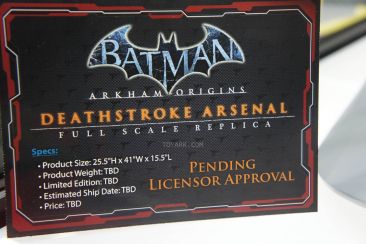 BATMAN
ARKHAM ORIGINS
DEATHSTROKE ARSENAL
FULL SCALE REPLICA
TOYARK.COM
Specs:
• Product Size: 25.5"H x 41"W x 15.5"L
• Product Weight: TBD
• Limited Edition: TBD
• Estimated Ship Date: TBD
• Price: TBD
PENDING
LICENSOR APPROVAL